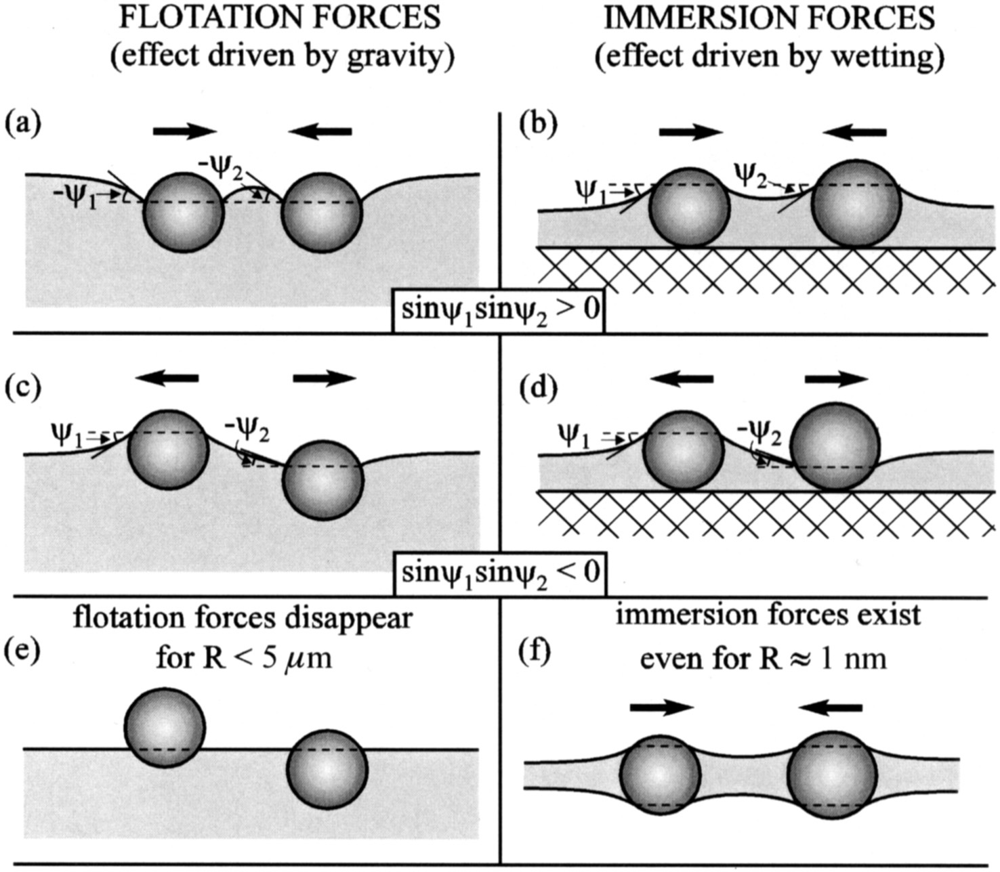 FLOTATION FORCES
(effect driven by gravity)
IMMERSION FORCES
(effect driven by wetting)
(a)
-ψ₁
-ψ₂
(b)
ψ₁
ψ₂
sinψ₁sinψ₂ > 0
(c)
ψ₁
-ψ₂
(d)
ψ₁
-ψ₂
sinψ₁sinψ₂ < 0
flotation forces disappear
(e)
for R < 5 μm
immersion forces exist
(f)
even for R ≈ 1 nm